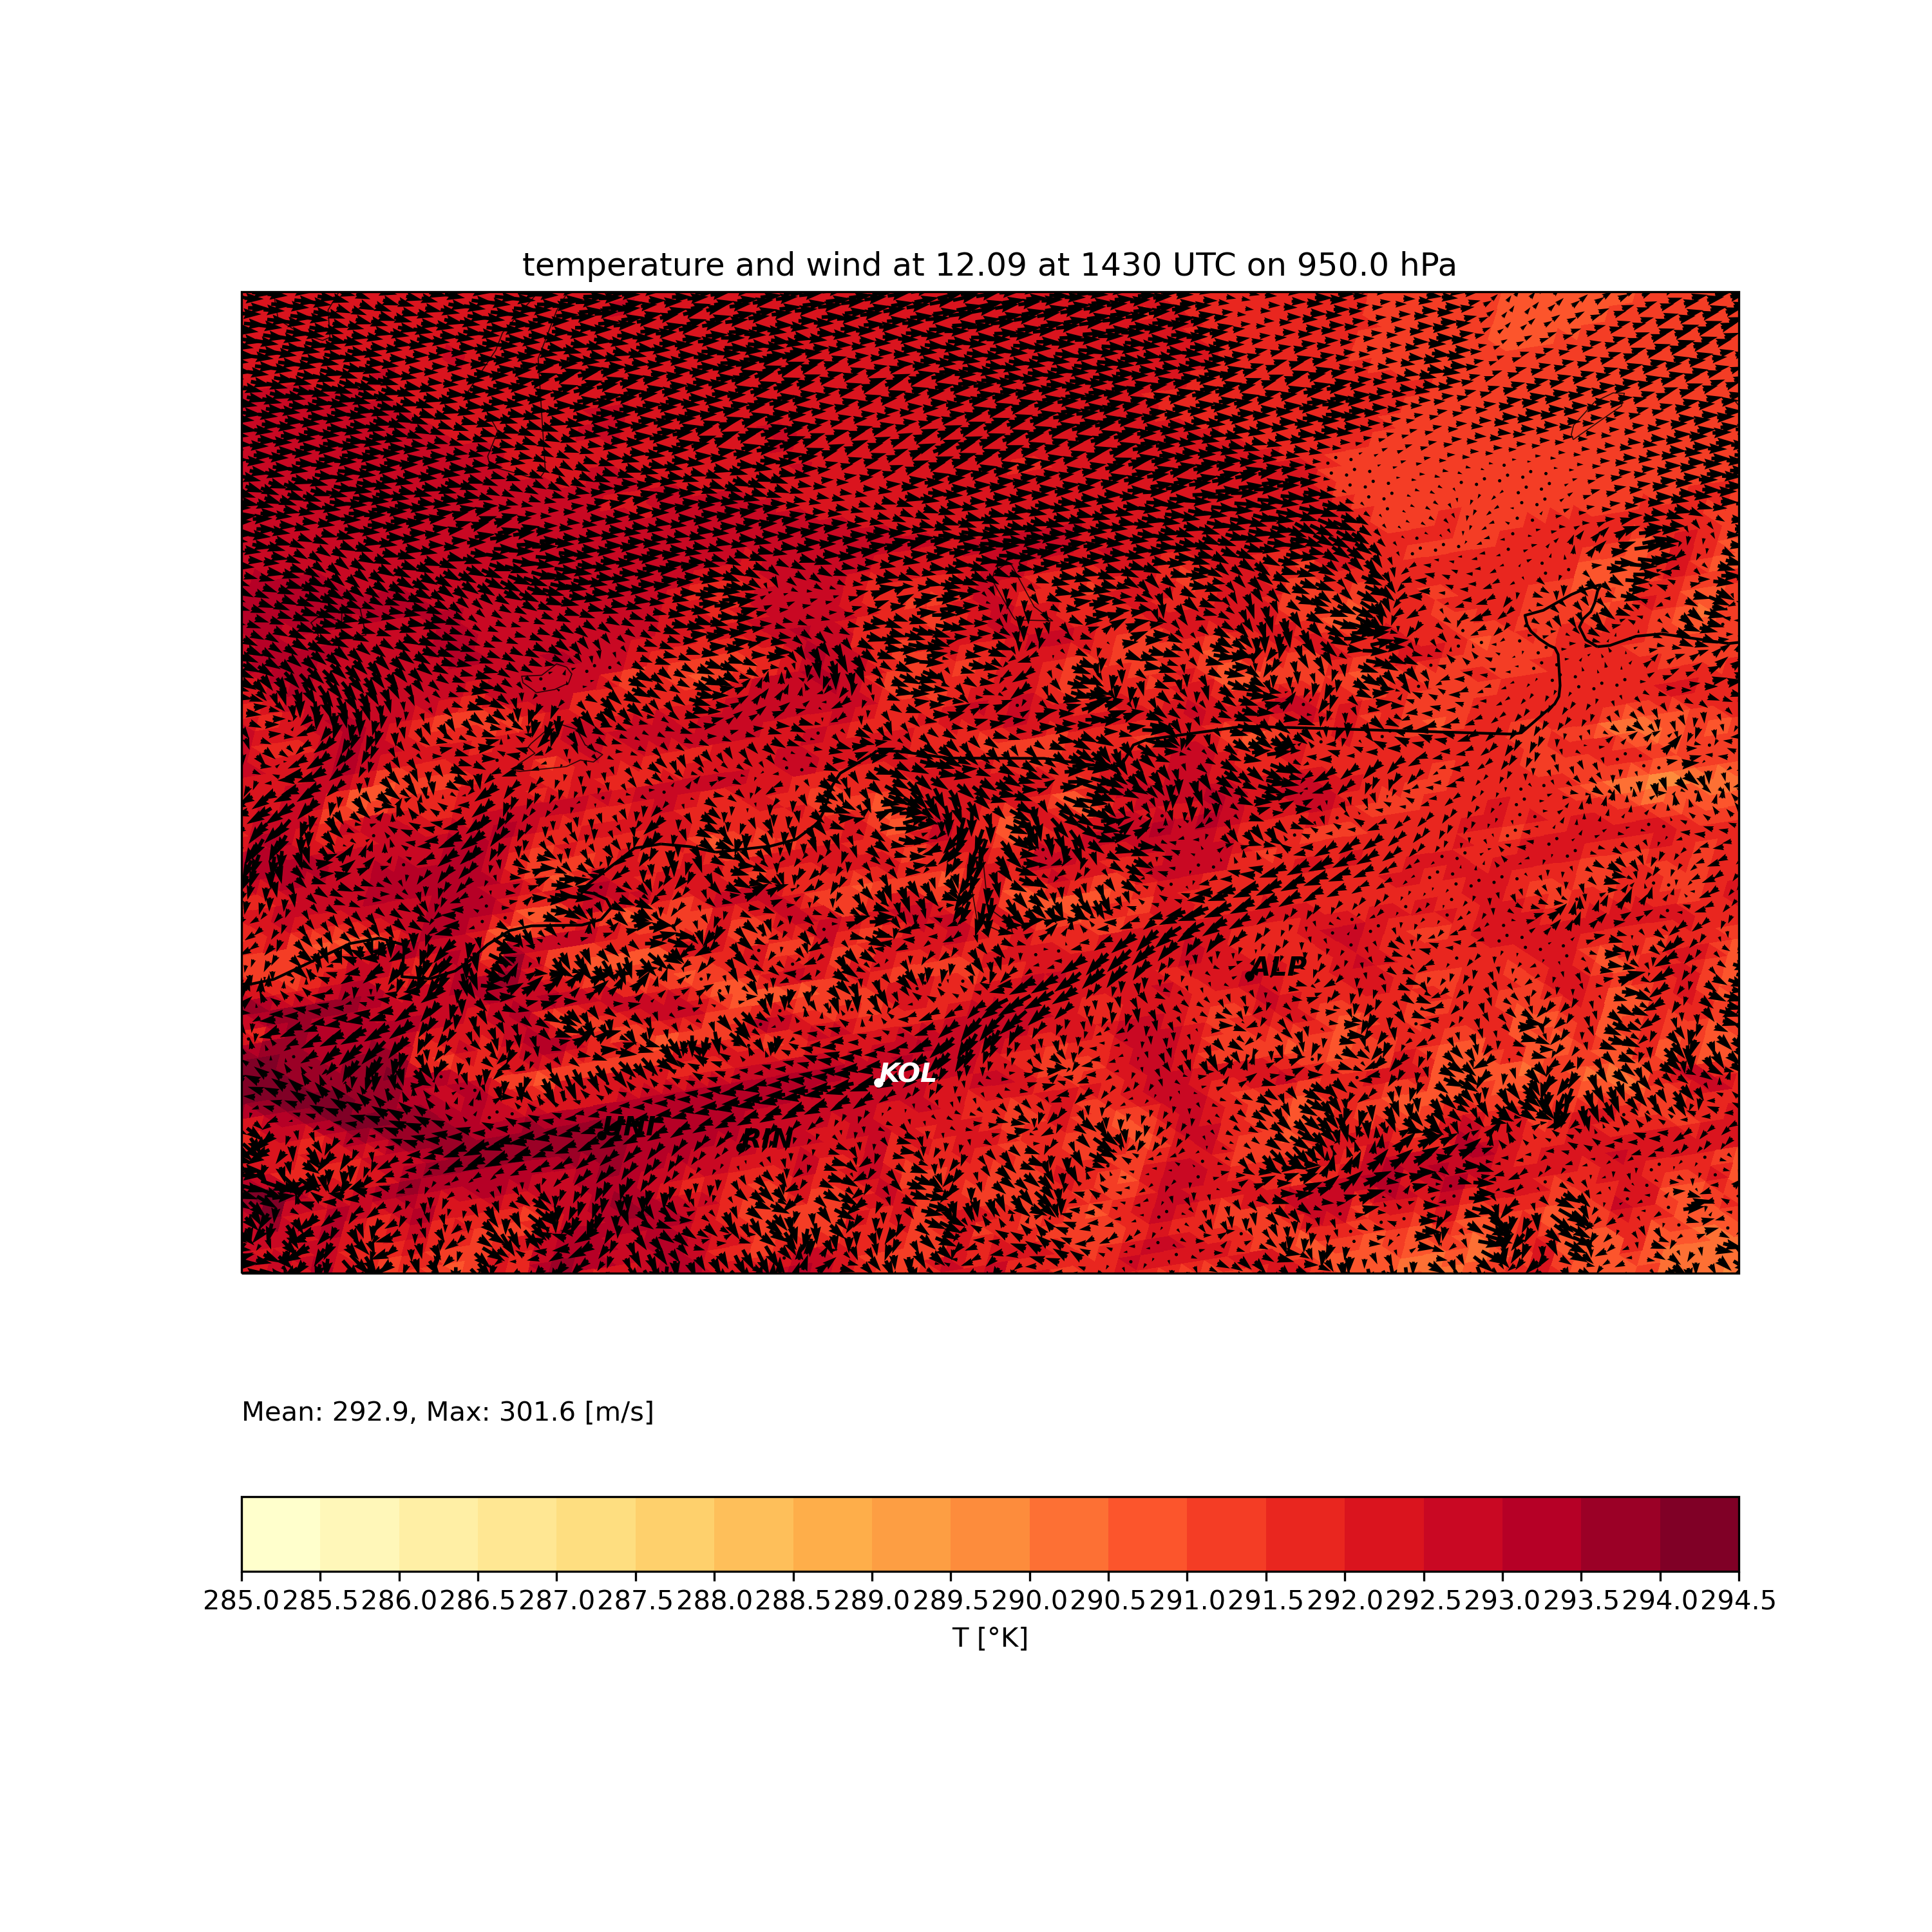 temperature and wind at 12.09 at 1430 UTC on 950.0 hPa
ALP
KOL
HKI
RIN
Mean: 292.9, Max: 301.6 [m/s]
285.0 285.5 286.0 286.5 287.0 287.5 288.0 288.5 289.0 289.5 290.0 290.5 291.0 291.5 292.0 292.5 293.0 293.5 294.0 294.5
T [°K]